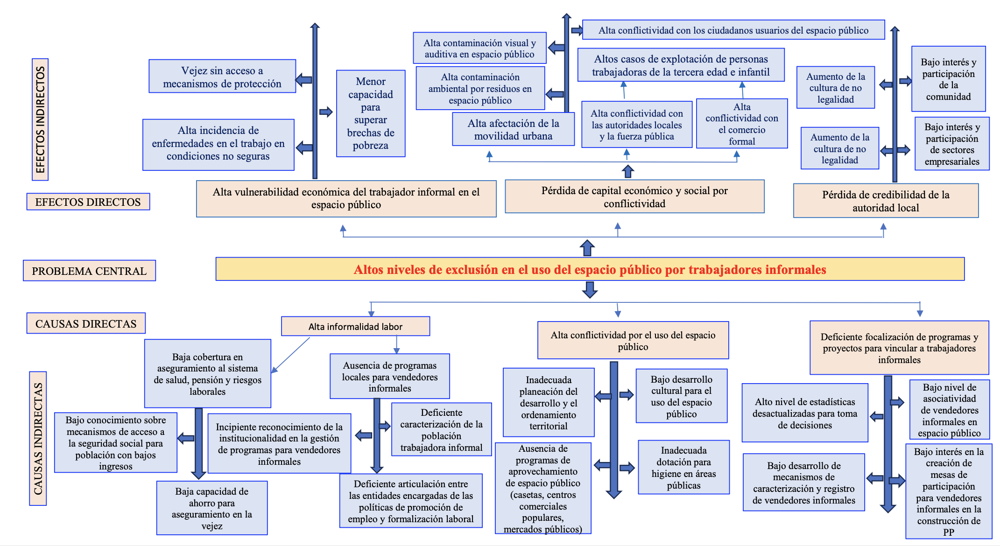 EFECTOS INDIRECTOS
Vejez sin acceso a
mecanismos de protección
Alta incidencia de
enfermedades en el trabajo en
condiciones no seguras
Menor
capacidad
para
superar
brechas de
pobreza
Alta contaminación visual y
auditiva en espacio público
Alta contaminación
ambiental por residuos en
espacio público
Alta afectación de la
movilidad urbana
Alta conflictividad con los ciudadanos usuarios del espacio público
Altos casos de explotación de personas
trabajadoras de la tercera edad e infantil
Alta conflictividad con
las autoridades locales
y la fuerza pública
Alta
conflictividad con
el comercio
formal
Aumento de la
cultura de no
legalidad
Aumento de la
cultura de no
legalidad
Bajo interés y
participación
de la
comunidad
Bajo interés y
participación
de sectores
empresariales
EFECTOS DIRECTOS
Alta vulnerabilidad económica del trabajador informal en el
espacio público
Pérdida de capital económico y social por
conflictividad
Pérdida de credibilidad de la
autoridad local
PROBLEMA CENTRAL
Altos niveles de exclusión en el uso del espacio público por trabajadores informales
CAUSAS DIRECTAS
Alta informalidad labor
Alta conflictividad por el uso del espacio
público
Deficiente focalización de programas y
proyectos para vincular a trabajadores
informales
CAUSAS INDIRECTAS
Baja cobertura en
aseguramiento al sistema
de salud, pensión y riesgos
laborales
Bajo conocimiento sobre
mecanismos de acceso a
la seguridad social para
población con bajos
ingresos
Baja capacidad de
ahorro para
aseguramiento en la
vejez
Ausencia de programas
locales para vendedores
informales
Incipiente reconocimiento de la
institucionalidad en la gestión
de programas para vendedores
informales
Deficiente
caracterización de la
población
trabajadora informal
Deficiente articulación entre
las entidades encargadas de las
políticas de promoción de
empleo y formalización laboral
Inadecuada
planeación del
desarrollo y el
ordenamiento
territorial
Bajo desarrollo
cultural para el
uso del espacio
público
Ausencia de
programas de
aprovechamiento
de espacio público
(casetas, centros
comerciales
populares,
mercados públicos)
Inadecuada
dotación para
higiene en áreas
públicas
Alto nivel de estadísticas
desactualizadas para toma
de decisiones
Bajo nivel de
asociatividad
de vendedores
informales en
espacio público
Bajo desarrollo de
mecanismos de
caracterización y registro
de vendedores informales
Bajo interés en la
creación de
mesas de
participación
para vendedores
informales en la
construcción de
PP